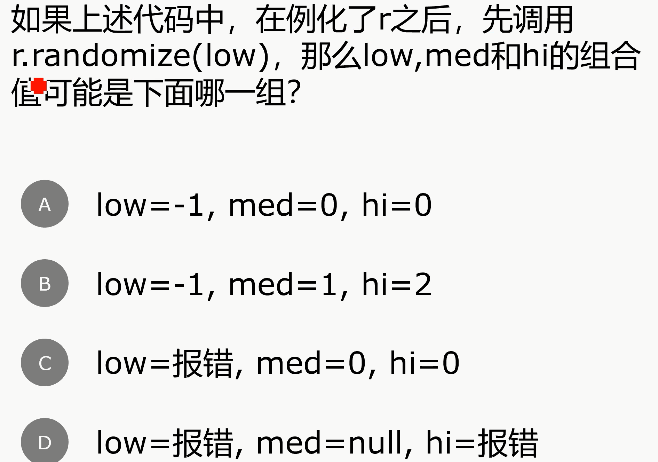 如果上述代码中，在例化了r之后，先调用
r.randomize(low)，那么low,med和hi的组合
值可能是下面哪一组?
A low=-1, med=0, hi=0
B low=-1, med=1, hi=2
C low=报错, med=0, hi=0
D low=报错, med=null, hi=报错